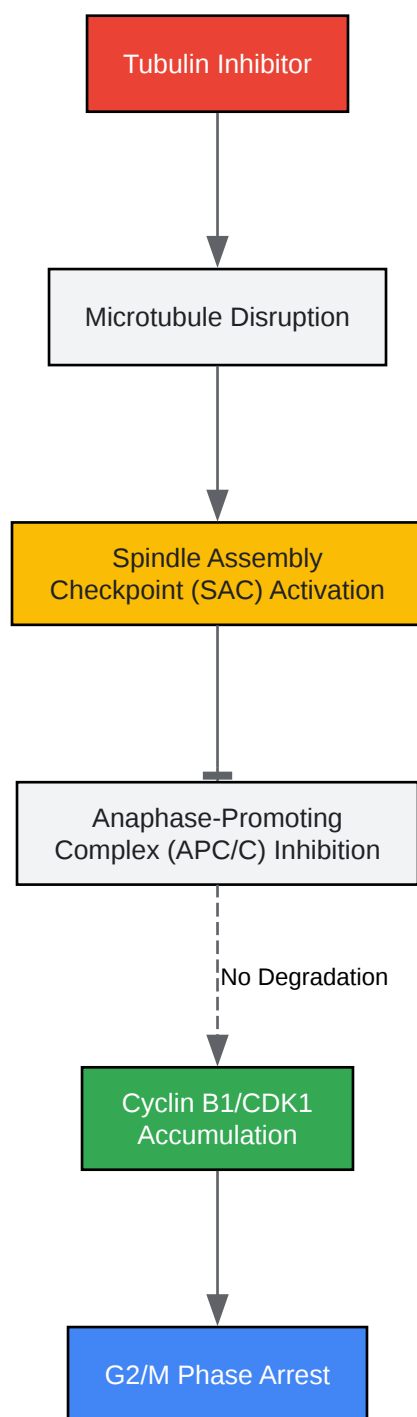 Tubulin Inhibitor
Microtubule Disruption
Spindle Assembly
Checkpoint (SAC) Activation
Anaphase-Promoting
Complex (APC/C) Inhibition
No Degradation
Cyclin B1/CDK1
Accumulation
G2/M Phase Arrest